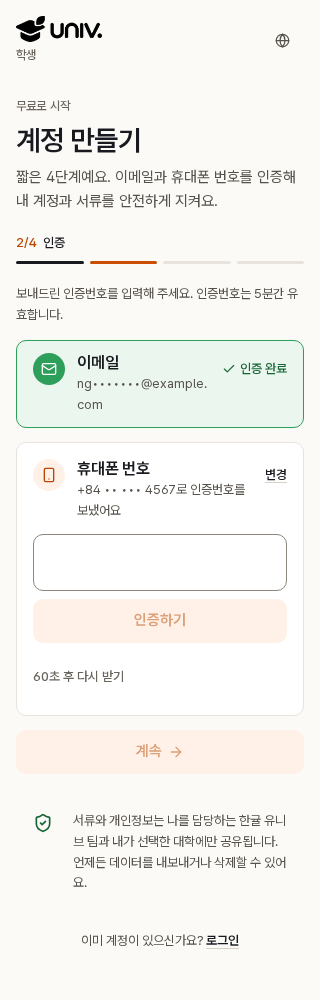 UNIV.
학생
무료로 시작
계정 만들기
짧은 4단계예요. 이메일과 휴대폰 번호를 인증해
내 계정과 서류를 안전하게 지켜요.
2/4 인증
보내드린 인증번호를 입력해 주세요. 인증번호는 5분간 유
효합니다.
이메일
ng•••••••@example.
com
인증 완료
휴대폰 번호
+84 •• ••• 4567로 인증번호를
보냈어요
변경
인증하기
60초 후 다시 받기
계속 →
서류와 개인정보는 나를 담당하는 한귤 유니
브 팀과 내가 선택한 대학에만 공유됩니다.
언제든 데이터를 내보내거나 삭제할 수 있어
요.
이미 계정이 있으신가요? 로그인